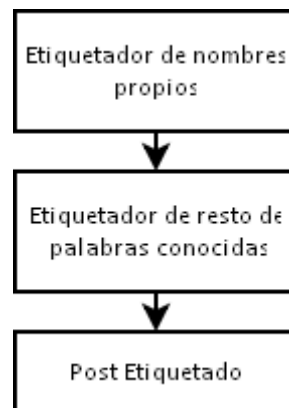 Etiquetador de nombres
propios
Etiquetador de resto de
palabras conocidas
Post Etiquetado